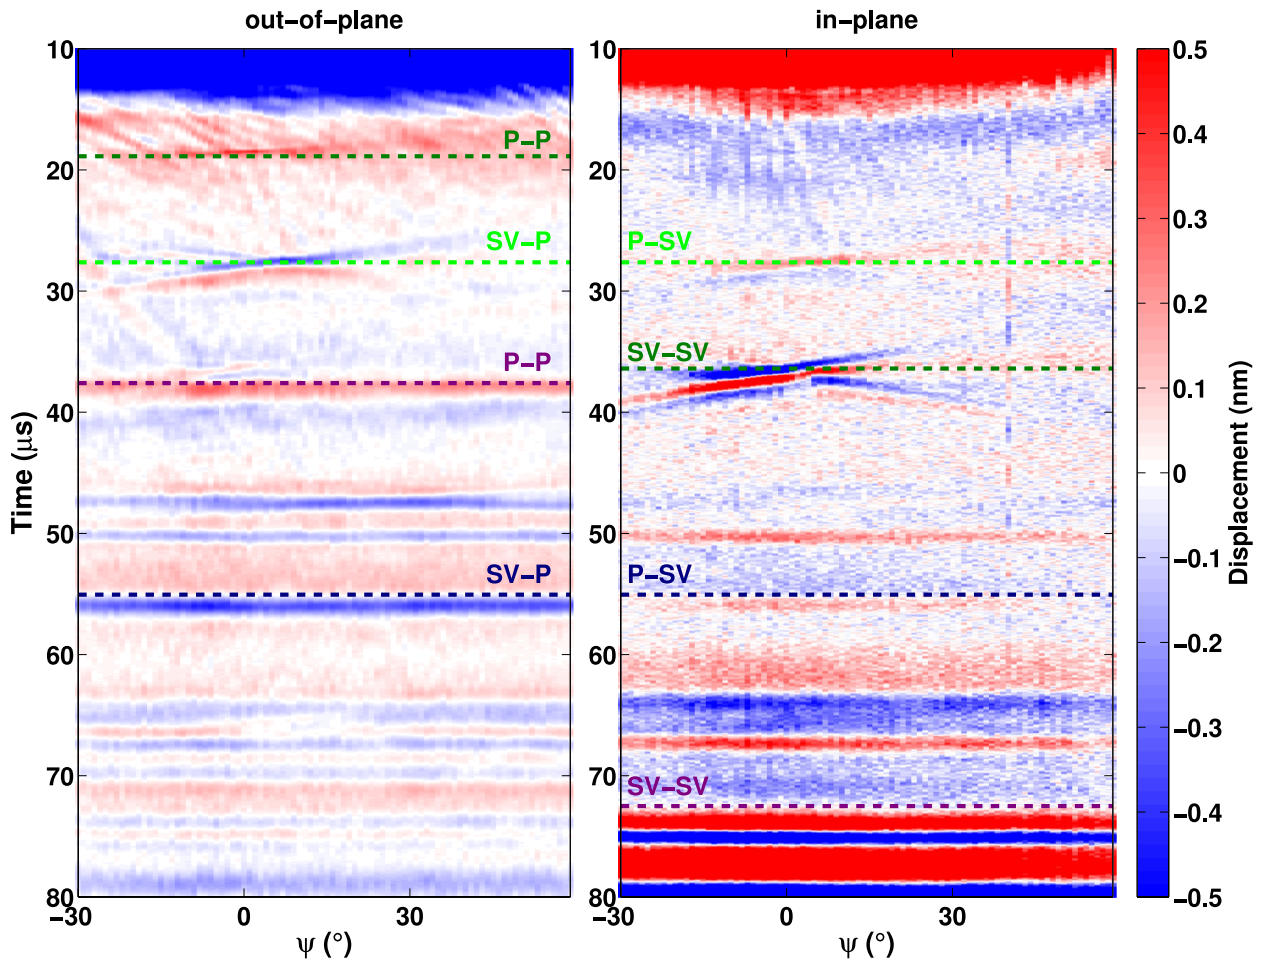 out-of-plane
in-plane
10
20
30
40
50
60
70
80
Time (μs)
P-P
SV-P
P-P
SV-P
-30
0
30
ψ (°)
10
20
30
40
50
60
70
80
P-SV
SV-SV
P-SV
SV-SV
-30
0
30
ψ (°)
0.5
0.4
0.3
0.2
0.1
0
-0.1
-0.2
-0.3
-0.4
-0.5
Displacement (nm)